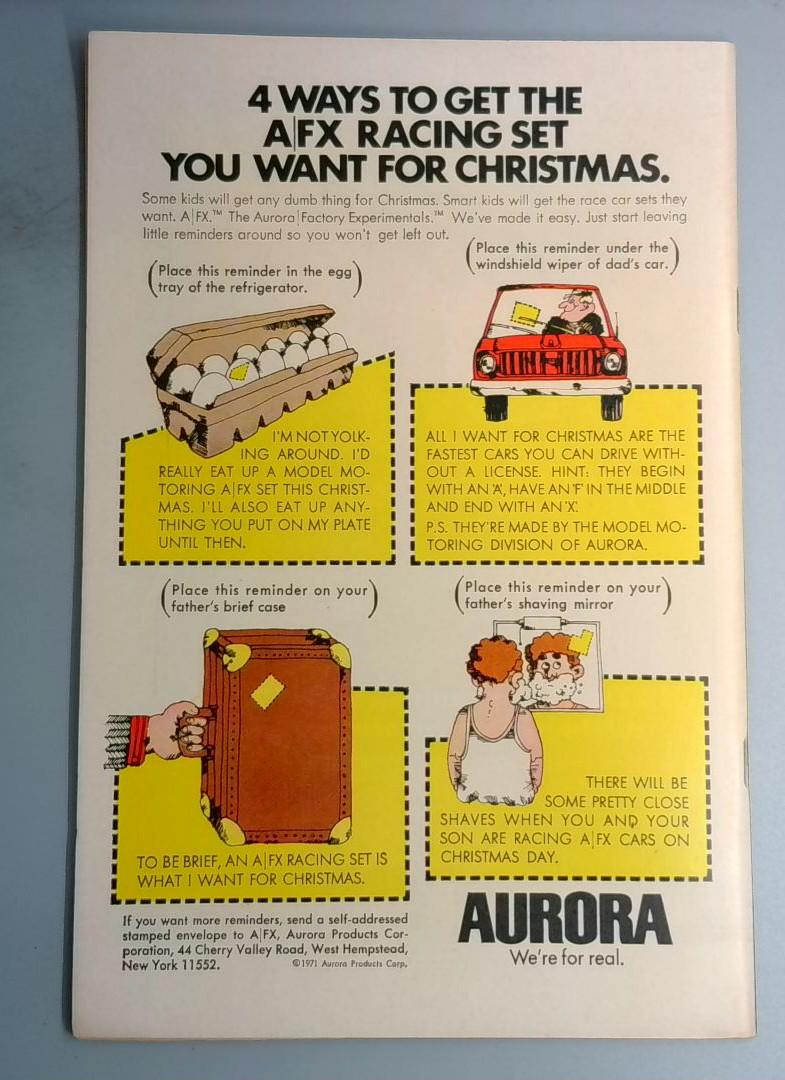 4 WAYS TO GET THE
A|FX RACING SET
YOU WANT FOR CHRISTMAS.
Some kids will get any dumb thing for Christmas. Smart kids will get the race car sets they
want. A|FX.™ The Aurora|Factory Experimentals.™ We've made it easy. Just start leaving
little reminders around so you won't get left out.
(Place this reminder in the egg
tray of the refrigerator.)
(Place this reminder under the
windshield wiper of dad's car.)
I'M NOT YOLK-
ING AROUND. I'D
REALLY EAT UP A MODEL MO-
TORING A|FX SET THIS CHRIST-
MAS. I'LL ALSO EAT UP ANY-
THING YOU PUT ON MY PLATE
UNTIL THEN.
ALL I WANT FOR CHRISTMAS ARE THE
FASTEST CARS YOU CAN DRIVE WITH-
OUT A LICENSE. HINT: THEY BEGIN
WITH AN 'A', HAVE AN 'F' IN THE MIDDLE
AND END WITH AN 'X'.
P.S. THEY'RE MADE BY THE MODEL MO-
TORING DIVISION OF AURORA.
(Place this reminder on your
father's brief case)
(Place this reminder on your
father's shaving mirror)
TO BE BRIEF, AN A|FX RACING SET IS
WHAT I WANT FOR CHRISTMAS.
THERE WILL BE
SOME PRETTY CLOSE
SHAVES WHEN YOU AND YOUR
SON ARE RACING A|FX CARS ON
CHRISTMAS DAY.
If you want more reminders, send a self-addressed
stamped envelope to A|FX, Aurora Products Cor-
poration, 44 Cherry Valley Road, West Hempstead,
New York 11552. ©1971 Aurora Products Corp.
AURORA
We're for real.